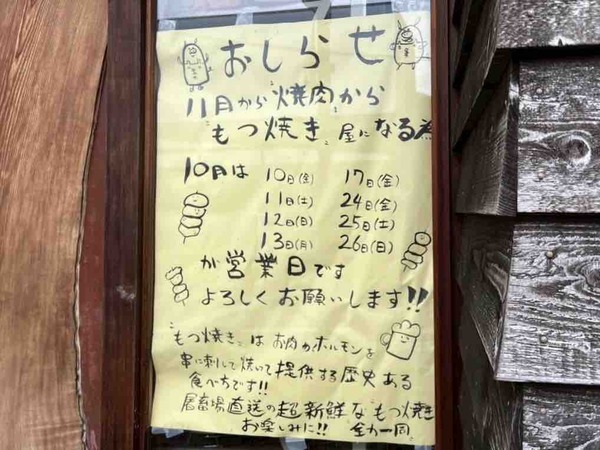 おしらせ
11月から"焼肉"から
"もつ焼き"屋になる為
10月は 10日(金) 17日(金)
11日(土) 24日(金)
12日(日) 25日(土)
13日(月) 26日(日)
が営業日です
よろしくお願いします!!
"もつ焼き"は お肉のホルモンを
串に刺して焼いて提供する歴史ある
食べ方です!!
屠畜場直送の超新鮮な"もつ焼き"
お楽しみに!! 全力一同